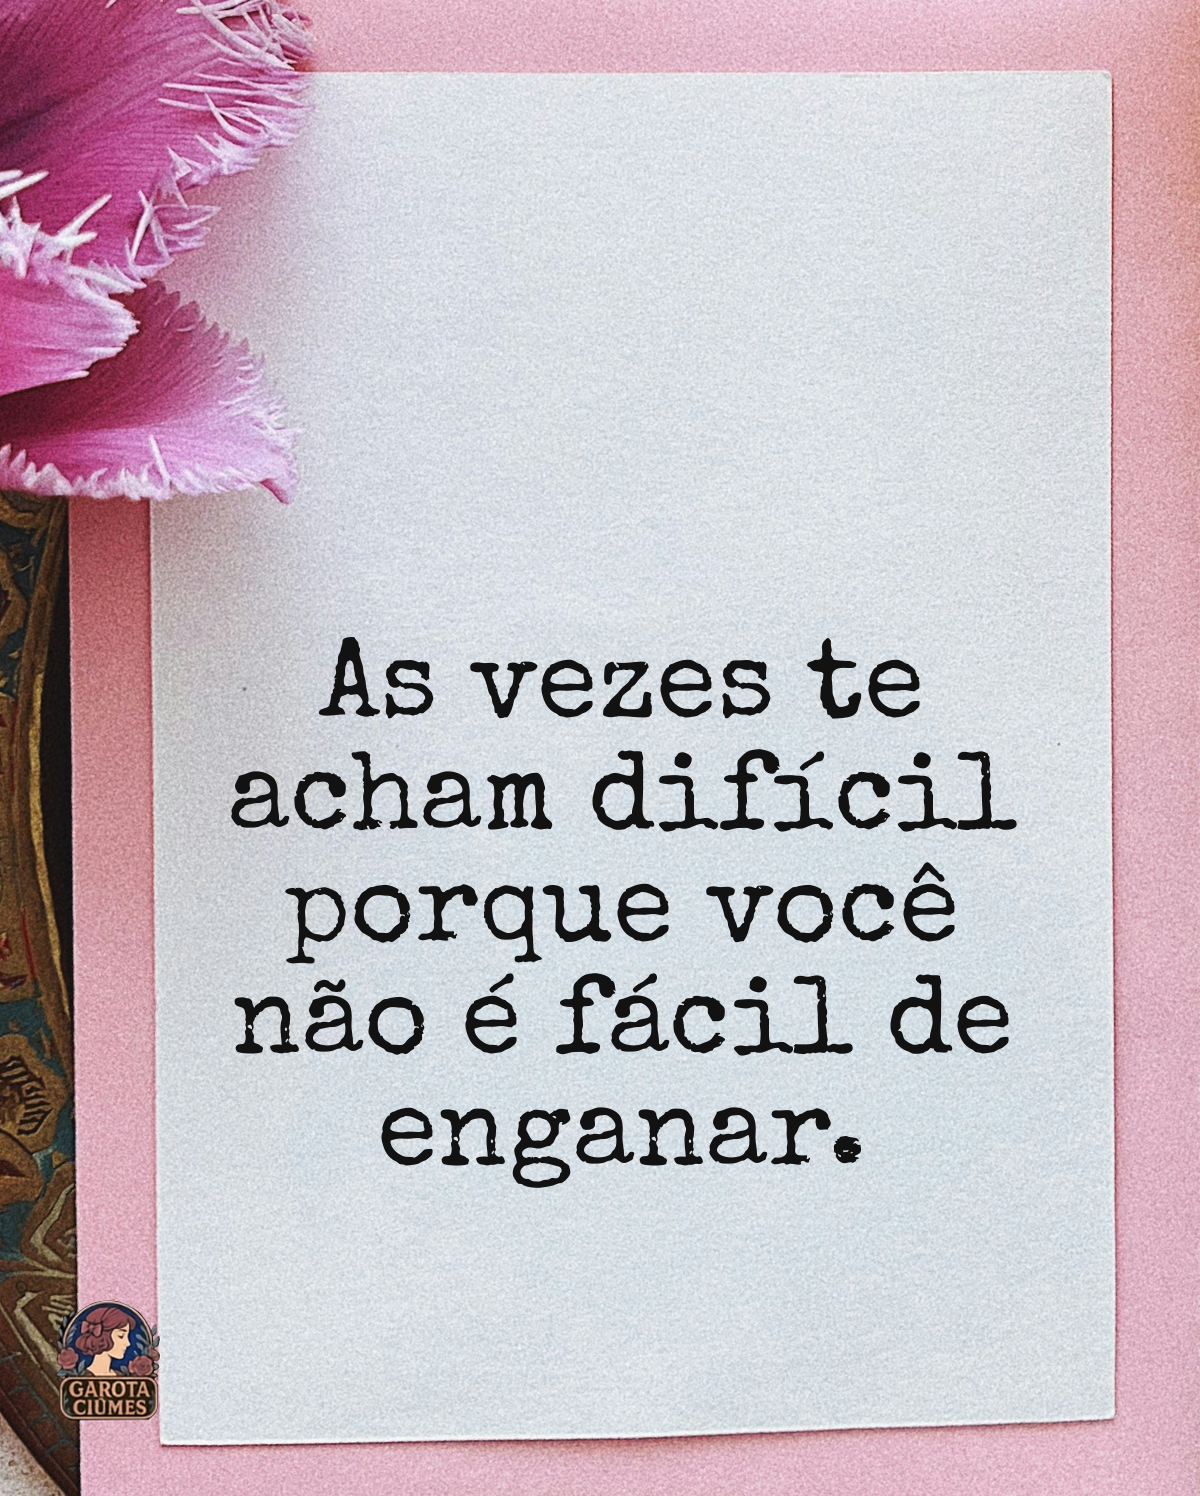 As vezes te
acham difícil
porque você
não é fácil de
enganar.
GAROTA
CIÚMES